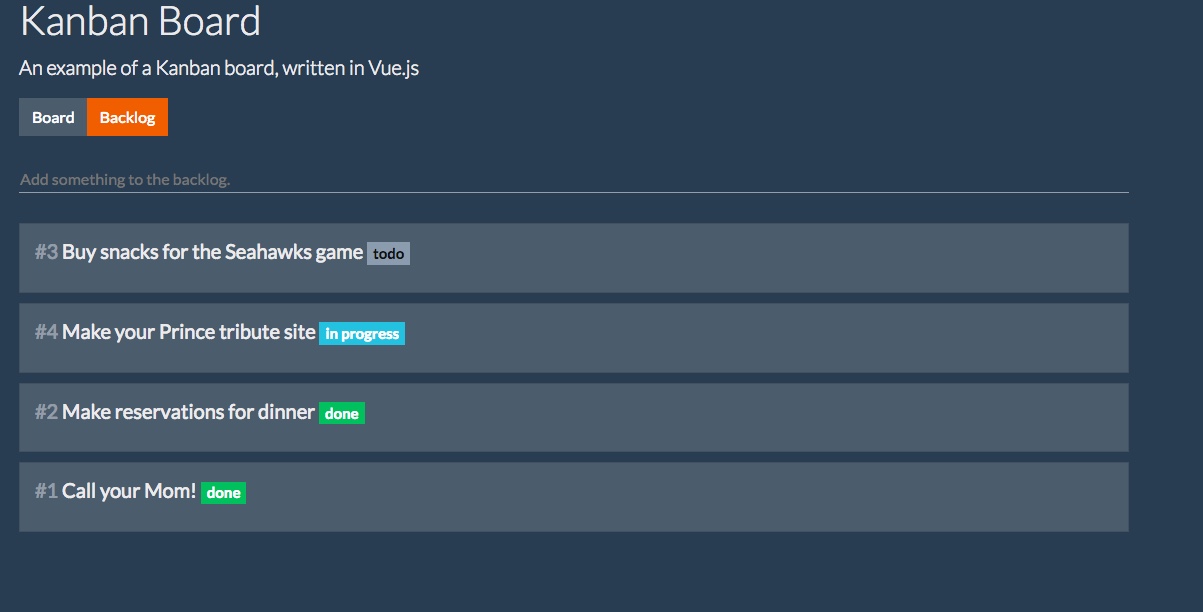 Kanban Board
An example of a Kanban board, written in Vue.js
Board Backlog
Add something to the backlog.
#3 Buy snacks for the Seahawks game todo
#4 Make your Prince tribute site in progress
#2 Make reservations for dinner done
#1 Call your Mom! done